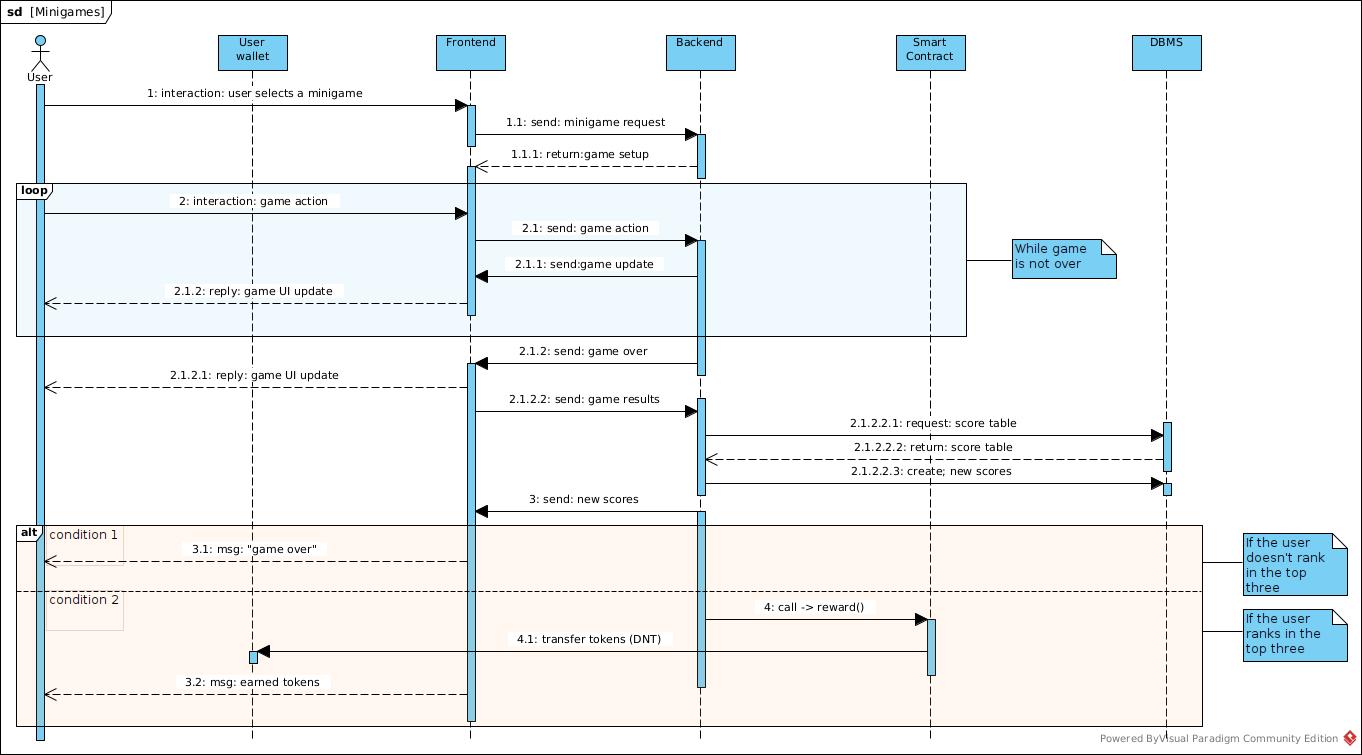 sd [Minigames]
User
User
wallet
Frontend
Backend
Smart
Contract
DBMS
1: interaction: user selects a minigame
1.1: send: minigame request
1.1.1: return:game setup
loop
2: interaction: game action
2.1: send: game action
While game
is not over
2.1.1: send:game update
2.1.2: reply: game UI update
2.1.2: send: game over
2.1.2.1: reply: game UI update
2.1.2.2: send: game results
2.1.2.2.1: request: score table
2.1.2.2.2: return: score table
2.1.2.2.3: create; new scores
3: send: new scores
alt
condition 1
If the user
doesn't rank
in the top
three
3.1: msg: "game over"
condition 2
4: call -> reward()
If the user
ranks in the
top three
4.1: transfer tokens (DNT)
3.2: msg: earned tokens
Powered ByVisual Paradigm Community Edition